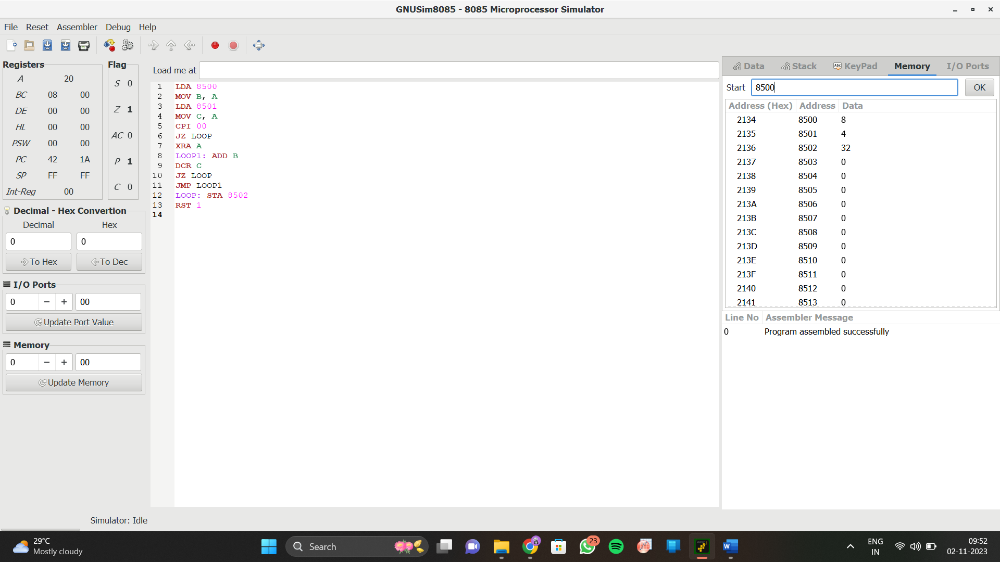 GNUSim8085 - 8085 Microprocessor Simulator
File Reset Assembler Debug Help
Registers
A 20
BC 08 00
DE 00 00
HL 00 00
PSW 00 00
PC 42 1A
SP FF FF
Int-Reg 00
Flag
S 0
Z 1
AC 0
P 1
C 0
Decimal - Hex Convertion
Decimal Hex
0 0
To Hex To Dec
I/O Ports
0 − + 00
Update Port Value
Memory
0 − + 00
Update Memory
Load me at
1 LDA 8500
2 MOV B, A
3 LDA 8501
4 MOV C, A
5 CPI 00
6 JZ LOOP
7 XRA A
8 LOOP1: ADD B
9 DCR C
10 JZ LOOP
11 JMP LOOP1
12 LOOP: STA 8502
13 RST 1
14
Data Stack Abc KeyPad Memory I/O Ports
Start 8500 OK
Address (Hex) Address Data
2134 8500 8
2135 8501 4
2136 8502 32
2137 8503 0
2138 8504 0
2139 8505 0
213A 8506 0
213B 8507 0
213C 8508 0
213D 8509 0
213E 8510 0
213F 8511 0
2140 8512 0
2141 8513 0
Line No Assembler Message
0 Program assembled successfully
Simulator: Idle
29°C
Mostly cloudy
Search
23
W
ENG
IN
09:52
02-11-2023